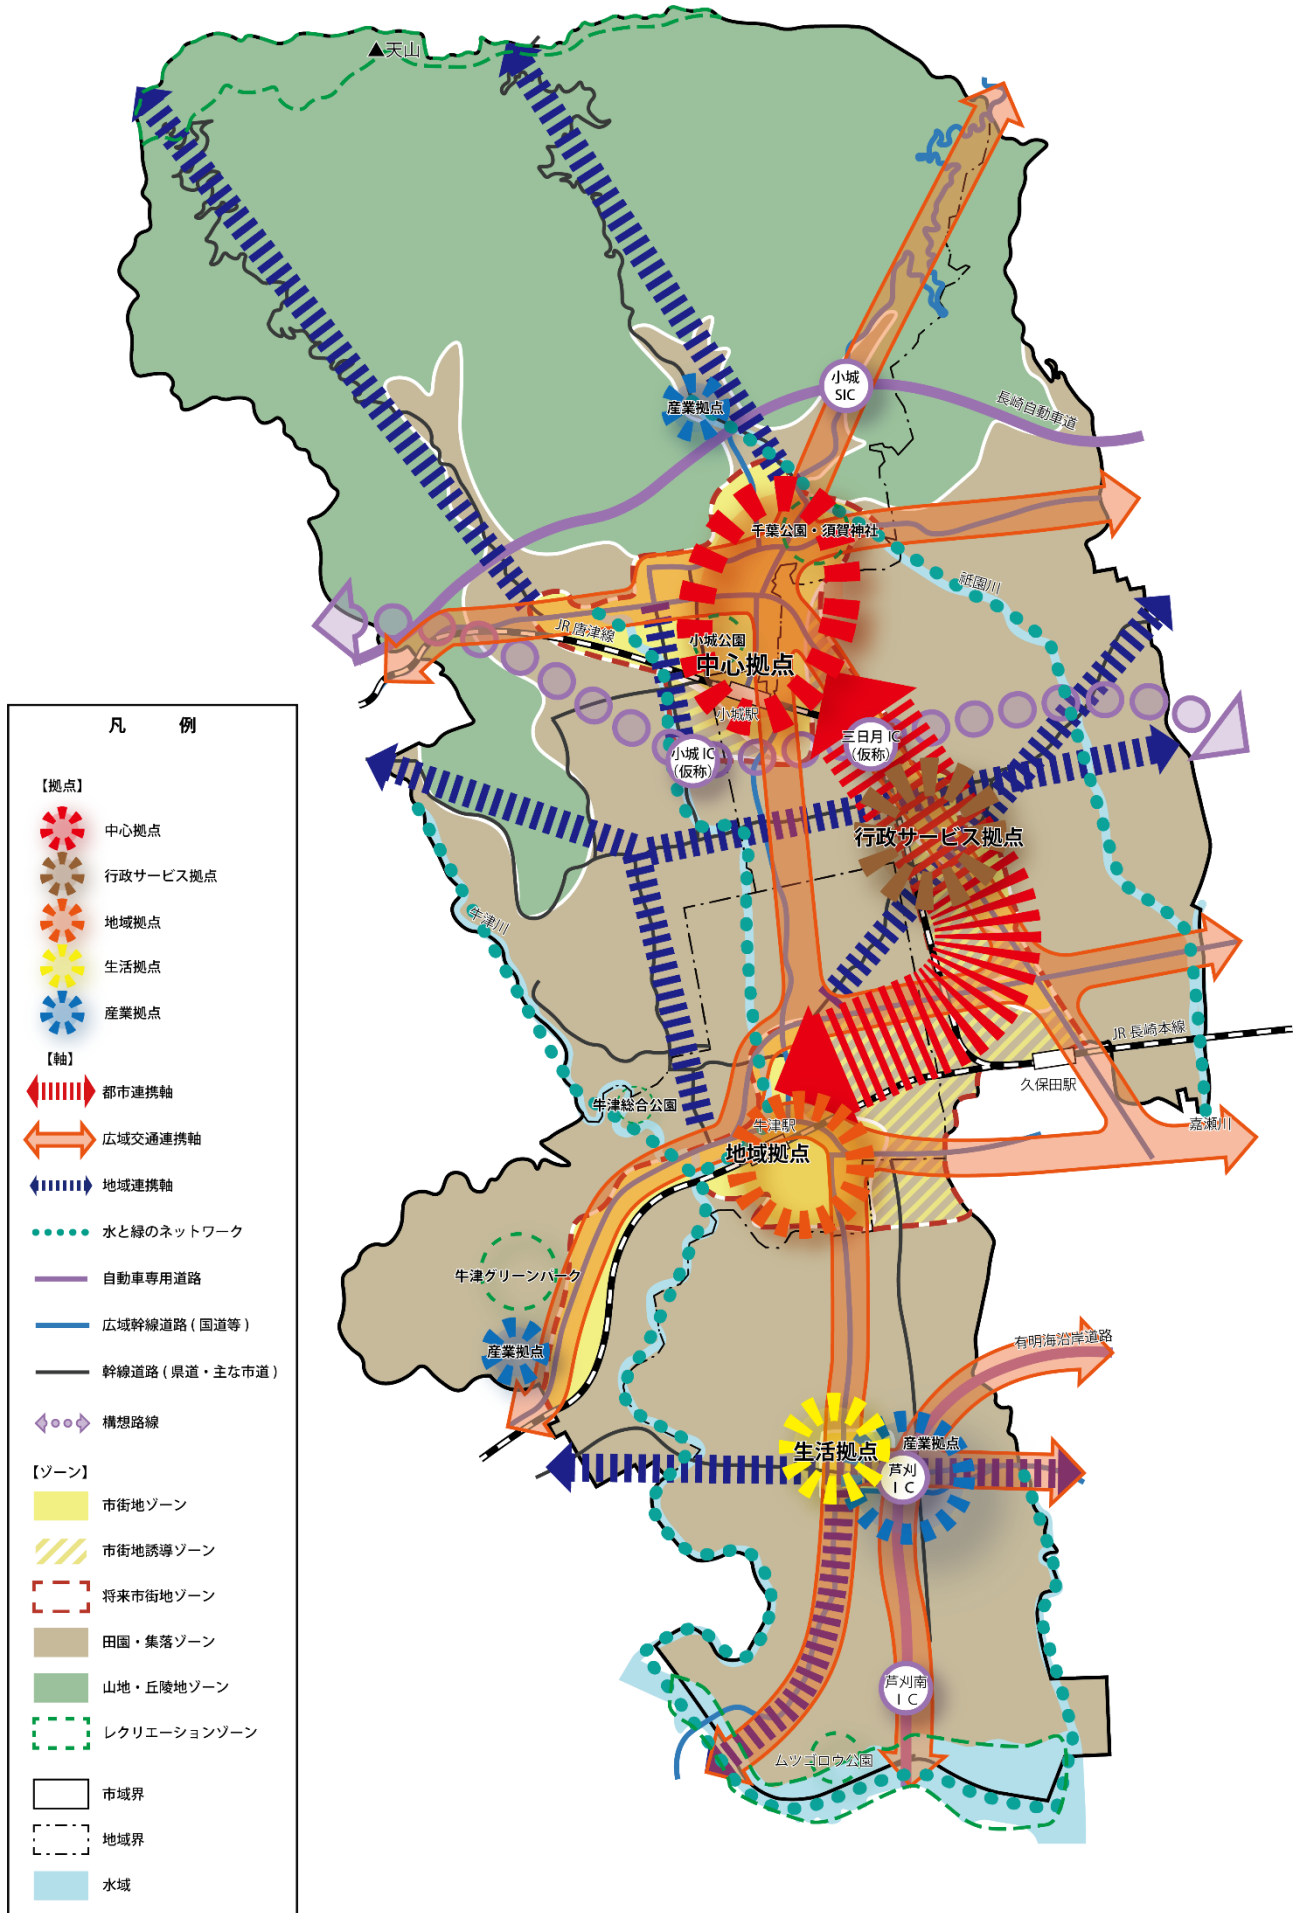 ▲天山
小城
SIC
産業拠点
長崎自動車道
千葉公園・須賀神社
祇園川
JR 唐津線
小城公園
中心拠点
小城駅
三日月 IC
（仮称）
小城 IC
（仮称）
行政サービス拠点
牛津川
JR 長崎本線
久保田駅
牛津総合公園
牛津駅
嘉瀬川
地域拠点
牛津グリーンパーク
産業拠点
有明海沿岸道路
生活拠点
産業拠点
芦刈
ＩＣ
芦刈南
ＩＣ
ムツゴロウ公園
凡　例
【拠点】
中心拠点
行政サービス拠点
地域拠点
生活拠点
産業拠点
【軸】
都市連携軸
広域交通連携軸
地域連携軸
水と緑のネットワーク
自動車専用道路
広域幹線道路 ( 国道等 )
幹線道路 ( 県道・主な市道 )
構想路線
【ゾーン】
市街地ゾーン
市街地誘導ゾーン
将来市街地ゾーン
田園・集落ゾーン
山地・丘陵地ゾーン
レクリエーションゾーン
市域界
地域界
水域